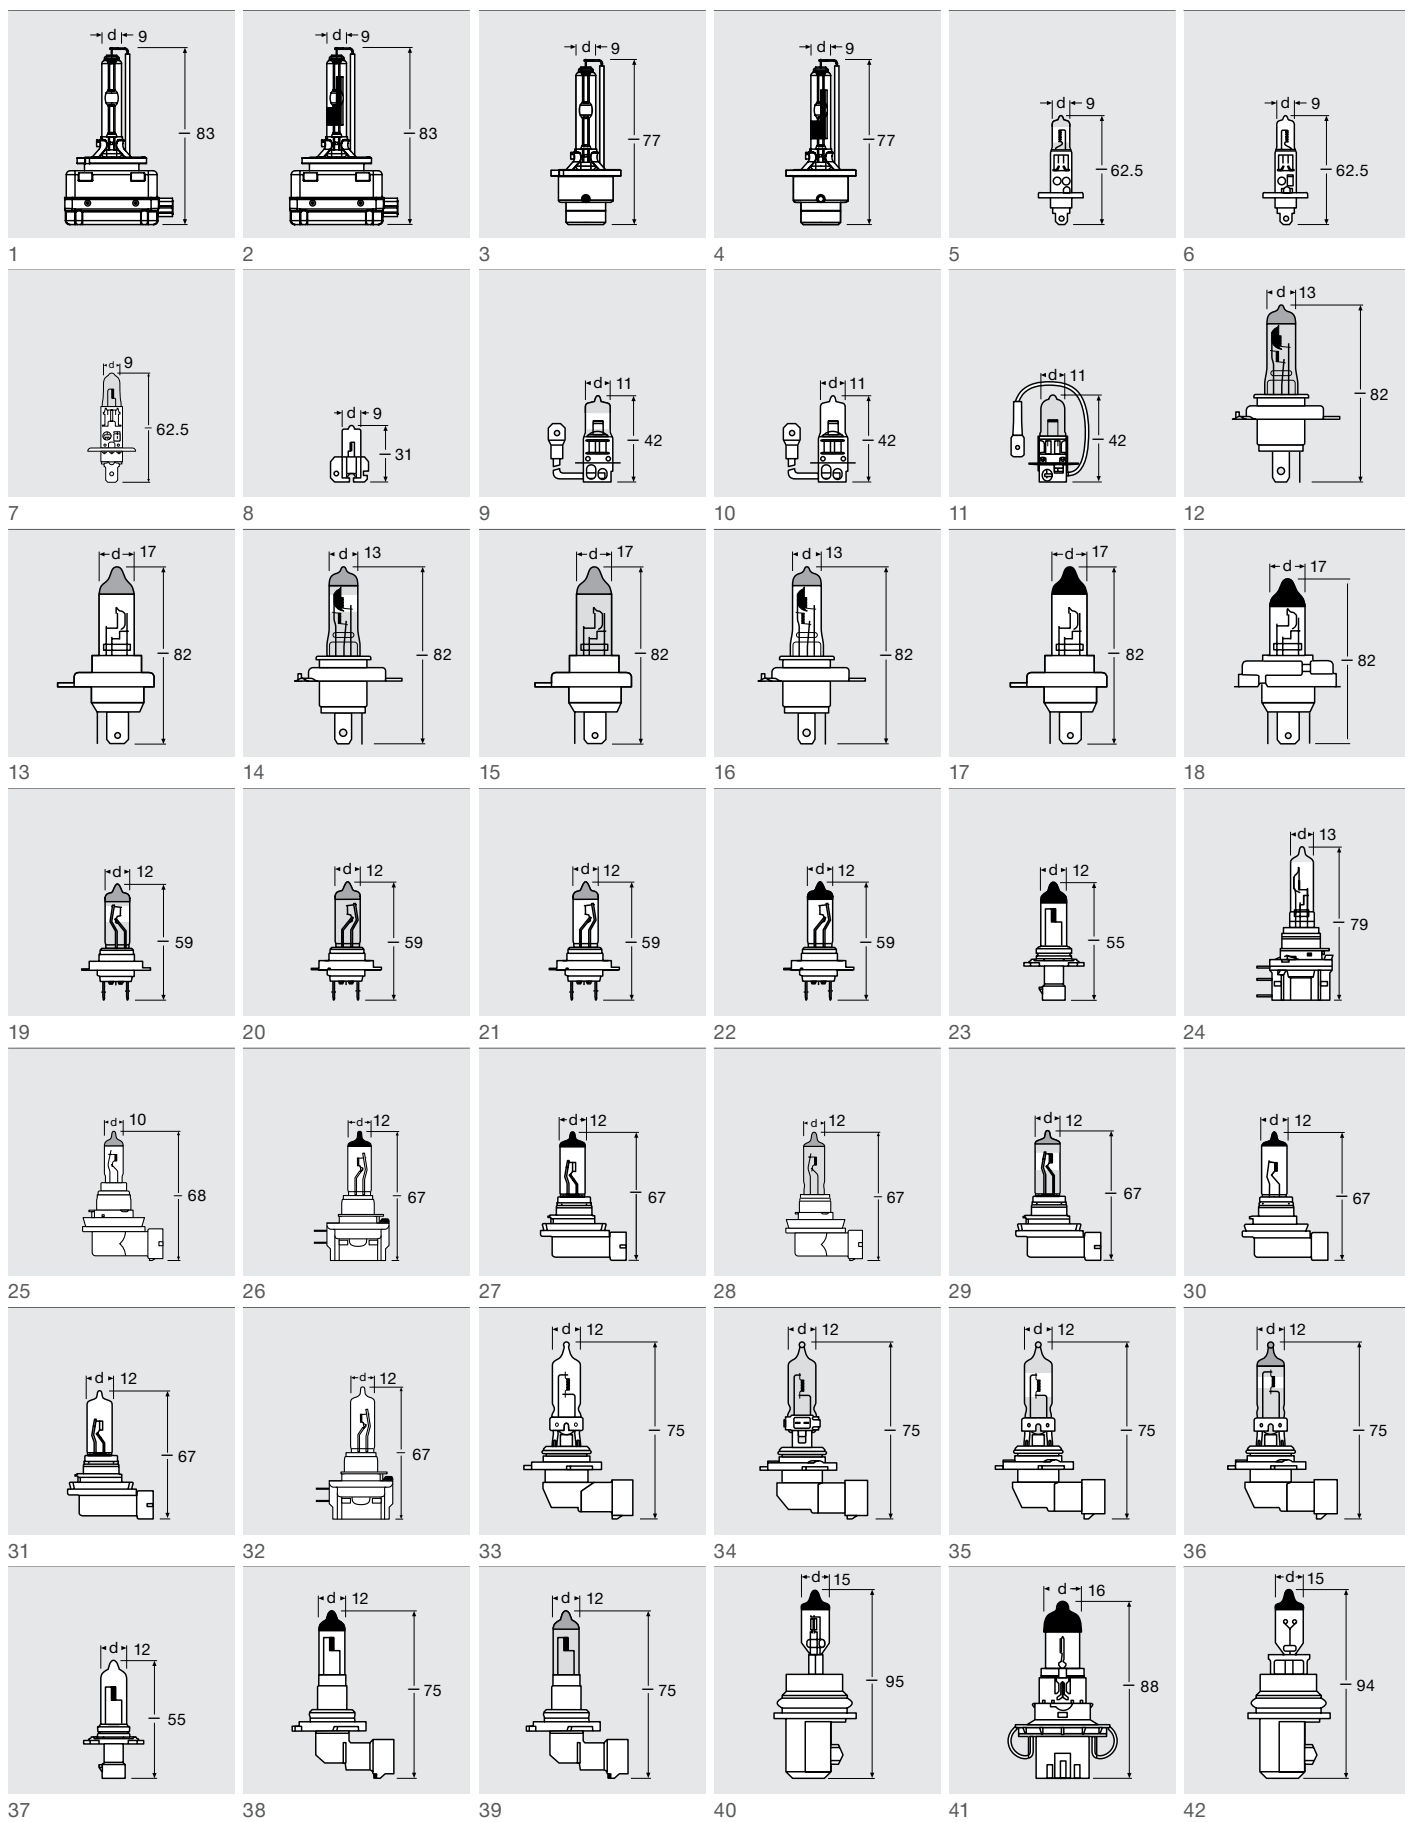 d 9 83
d 9 83
d 9 77
d 9 77
d 9 62.5
d 9 62.5
1 2 3 4 5 6
d 9 62.5
d 9 31
d 11 42
d 11 42
d 11 42
d 13 82
7 8 9 10 11 12
d 17 82
d 13 82
d 17 82
d 13 82
d 17 82
d 17 82
13 14 15 16 17 18
d 12 59
d 12 59
d 12 59
d 12 59
d 12 55
d 13 79
19 20 21 22 23 24
d 10 68
d 12 67
d 12 67
d 12 67
d 12 67
d 12 67
25 26 27 28 29 30
d 12 67
d 12 67
d 12 75
d 12 75
d 12 75
d 12 75
31 32 33 34 35 36
d 12 55
d 12 75
d 12 75
d 15 95
d 16 88
d 15 94
37 38 39 40 41 42